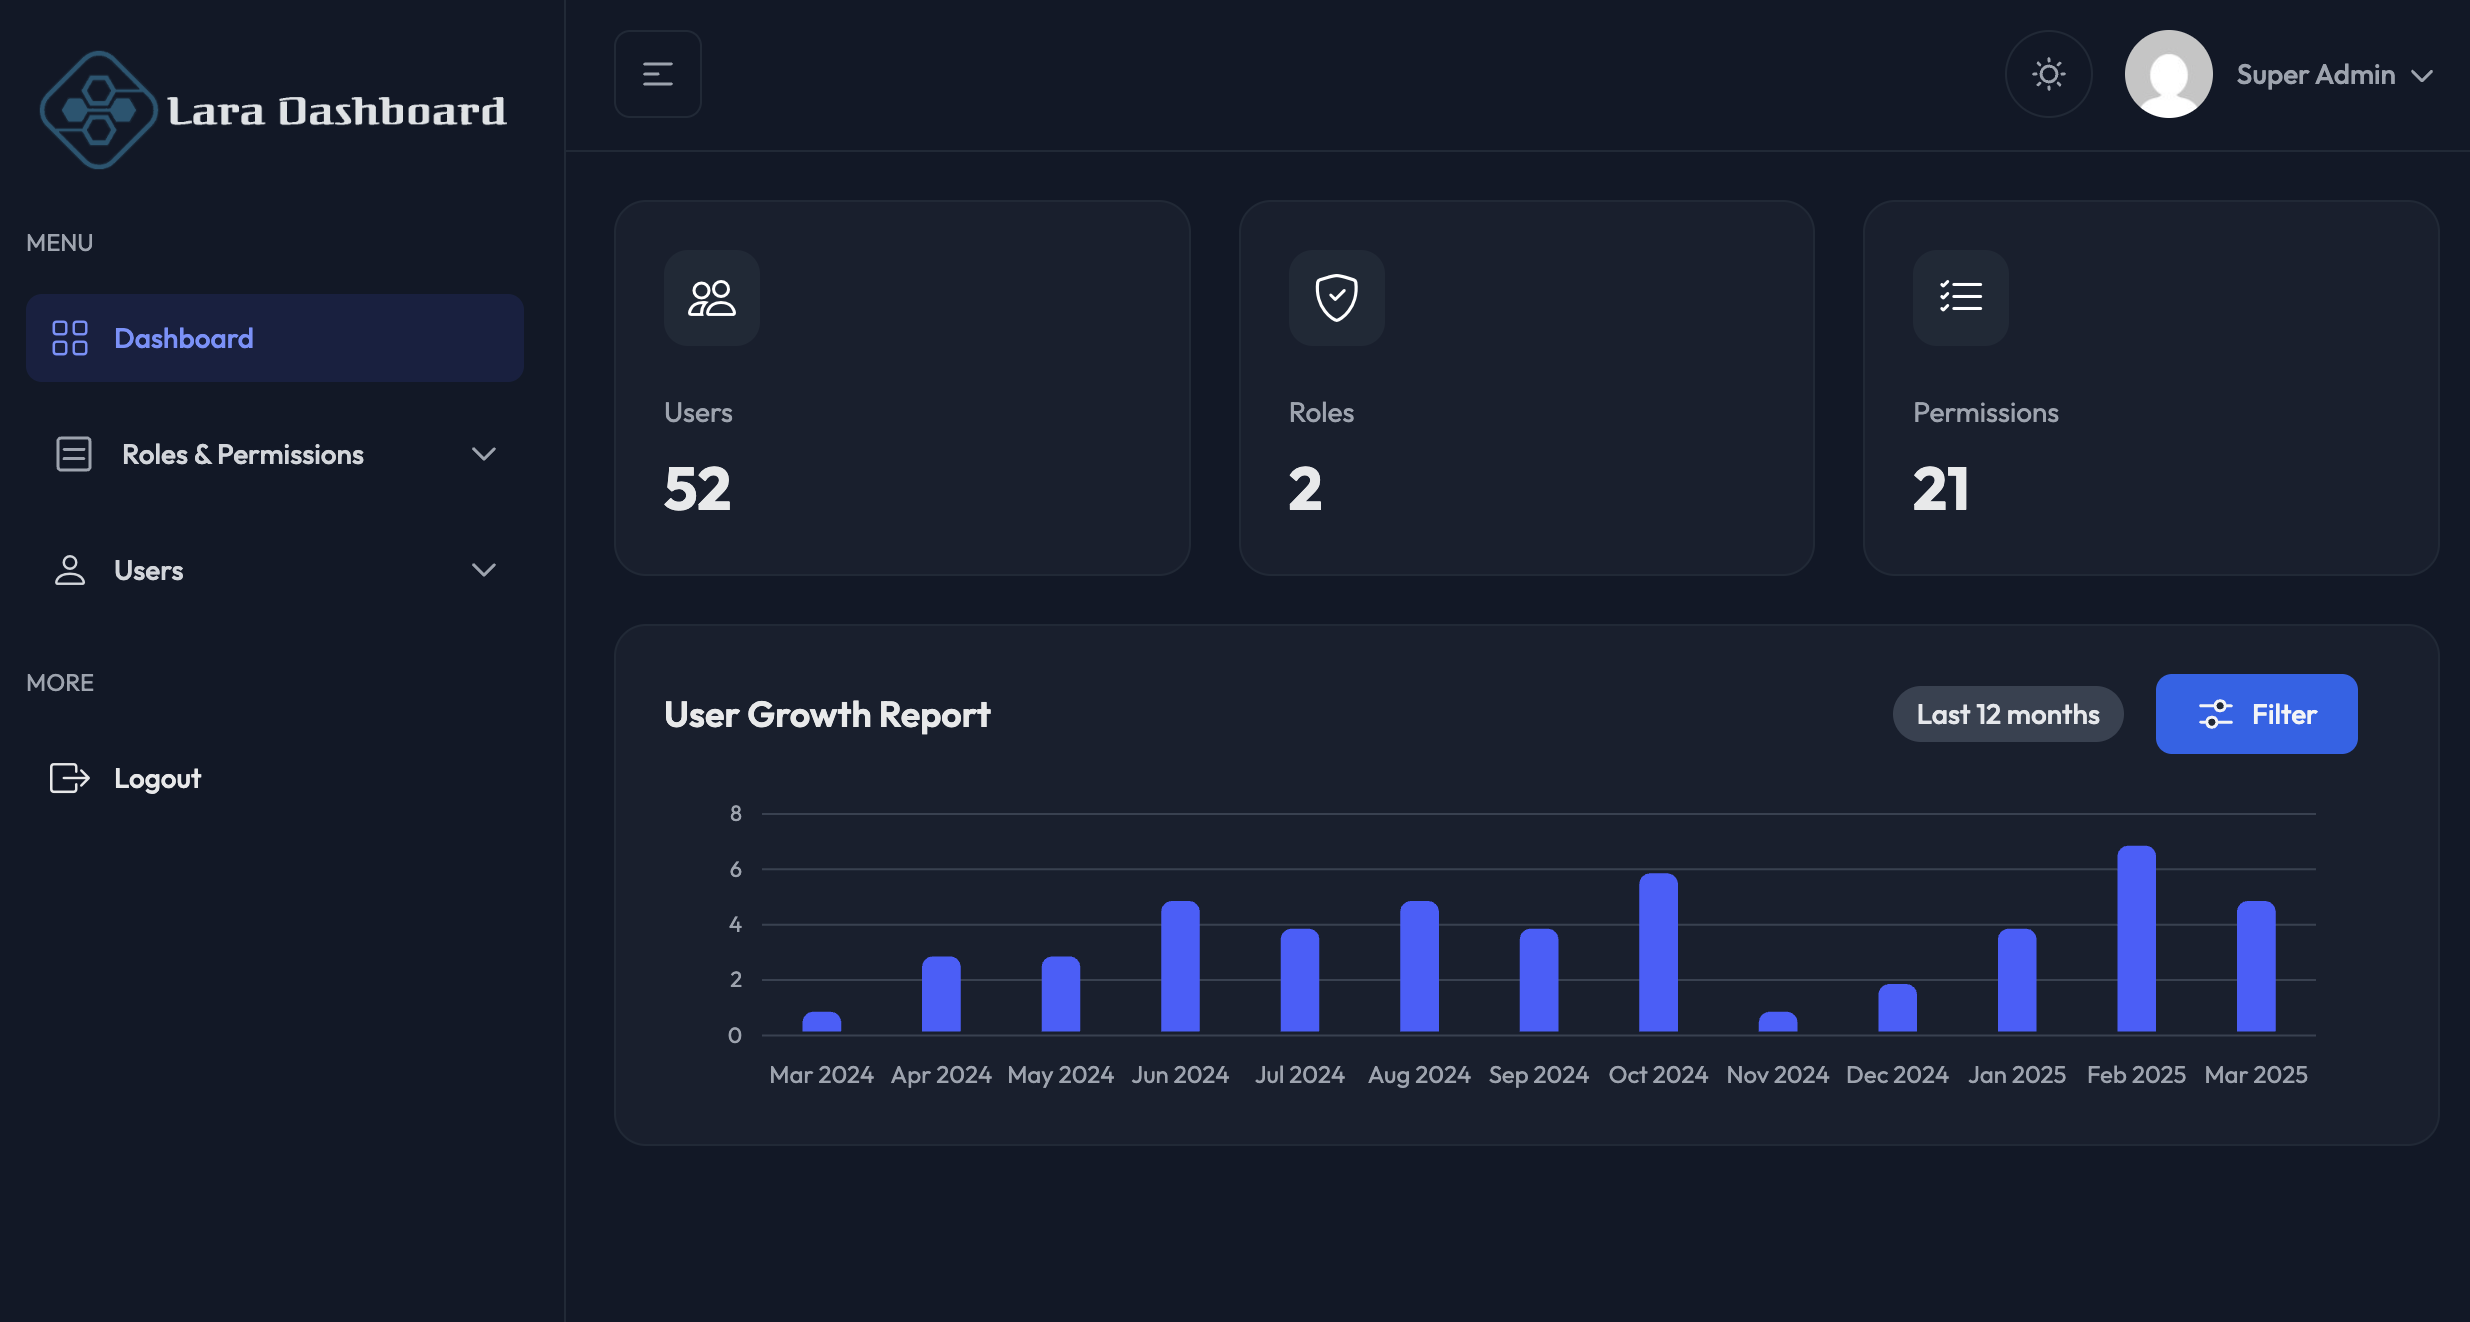 Lara Dashboard
MENU
Dashboard
Roles & Permissions
Users
MORE
Logout
Super Admin
Users
52
Roles
2
Permissions
21
User Growth Report
Last 12 months
Filter
8
6
4
2
0
Mar 2024 Apr 2024 May 2024 Jun 2024 Jul 2024 Aug 2024 Sep 2024 Oct 2024 Nov 2024 Dec 2024 Jan 2025 Feb 2025 Mar 2025